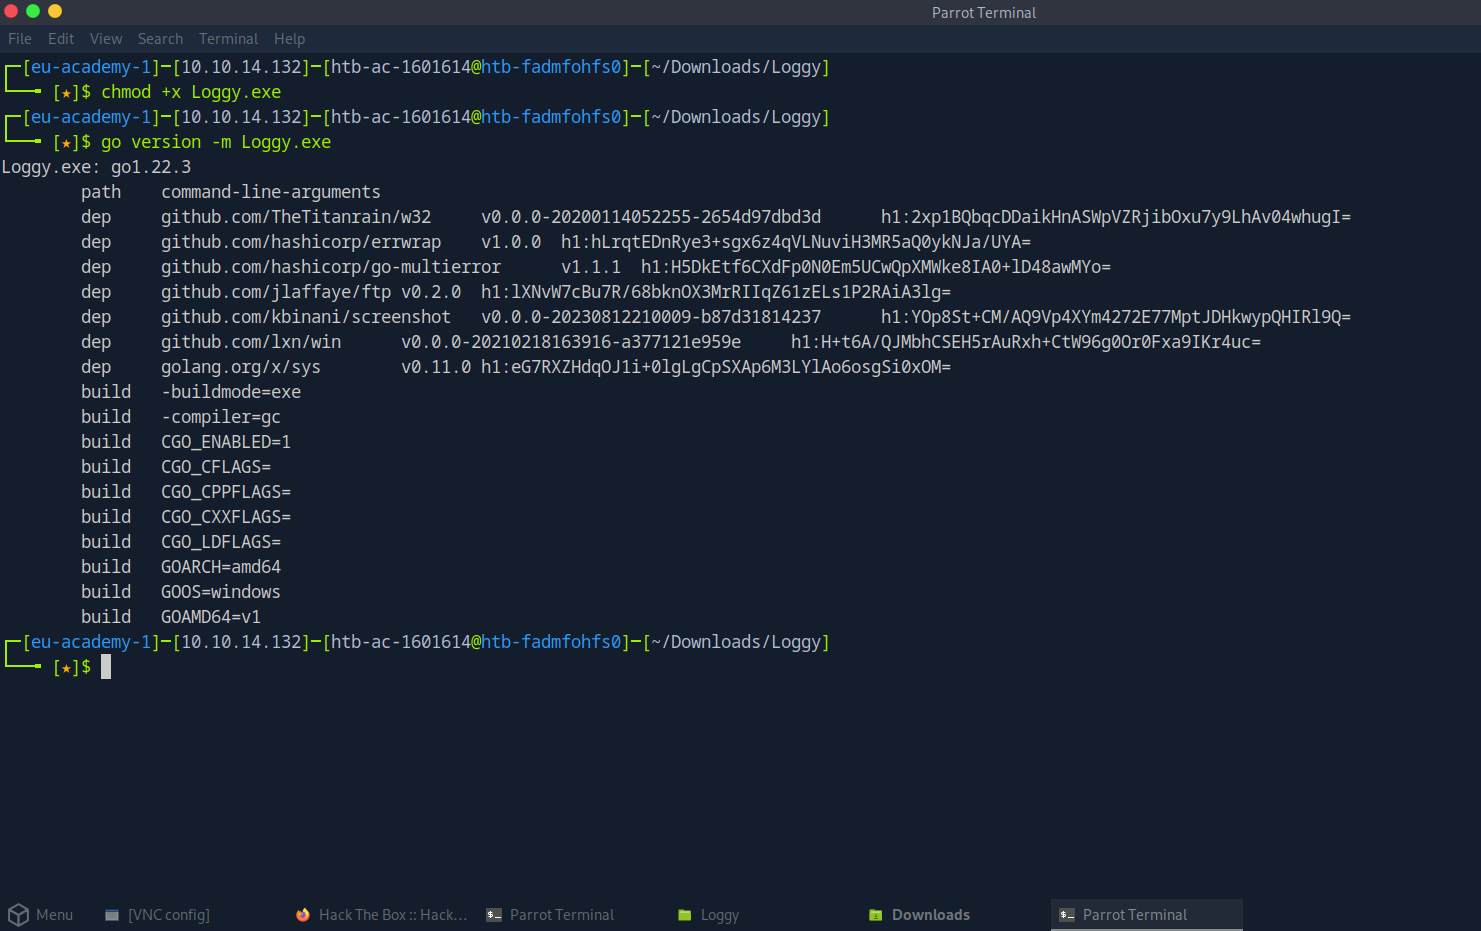 Parrot Terminal
File Edit View Search Terminal Help
[eu-academy-1]─[10.10.14.132]─[htb-ac-1601614@htb-fadmfohfs0]─[~/Downloads/Loggy]
[★]$ chmod +x Loggy.exe
[eu-academy-1]─[10.10.14.132]─[htb-ac-1601614@htb-fadmfohfs0]─[~/Downloads/Loggy]
[★]$ go version -m Loggy.exe
Loggy.exe: go1.22.3
path command-line-arguments
dep github.com/TheTitanrain/w32 v0.0.0-20200114052255-2654d97dbd3d h1:2xp1BQbqcDDaikHnASWpVZRjibOxu7y9LhAv04whugI=
dep github.com/hashicorp/errwrap v1.0.0 h1:hLrqtEDnRye3+sgx6z4qVLNuviH3MR5aQ0ykNJa/UYA=
dep github.com/hashicorp/go-multierror v1.1.1 h1:H5DkEtf6CXdFp0N0Em5UCwQpXMWke8IA0+lD48awMYo=
dep github.com/jlaffaye/ftp v0.2.0 h1:lXNvW7cBu7R/68bknOX3MrRIIqZ61zELs1P2RAiA3lg=
dep github.com/kbinani/screenshot v0.0.0-20230812210009-b87d31814237 h1:YOp8St+CM/AQ9Vp4XYm4272E77MptJDHkwypQHIRl9Q=
dep github.com/lxn/win v0.0.0-20210218163916-a377121e959e h1:H+t6A/QJMbhCSEH5rAuRxh+CtW96g0Or0Fxa9IKr4uc=
dep golang.org/x/sys v0.11.0 h1:eG7RXZHdqOJ1i+0lgLgCpSXAp6M3LYlAo6osgSi0xOM=
build -buildmode=exe
build -compiler=gc
build CGO_ENABLED=1
build CGO_CFLAGS=
build CGO_CPPFLAGS=
build CGO_CXXFLAGS=
build CGO_LDFLAGS=
build GOARCH=amd64
build GOOS=windows
build GOAMD64=v1
[eu-academy-1]─[10.10.14.132]─[htb-ac-1601614@htb-fadmfohfs0]─[~/Downloads/Loggy]
[★]$
Menu [VNC config] Hack The Box :: Hack... Parrot Terminal Loggy Downloads Parrot Terminal